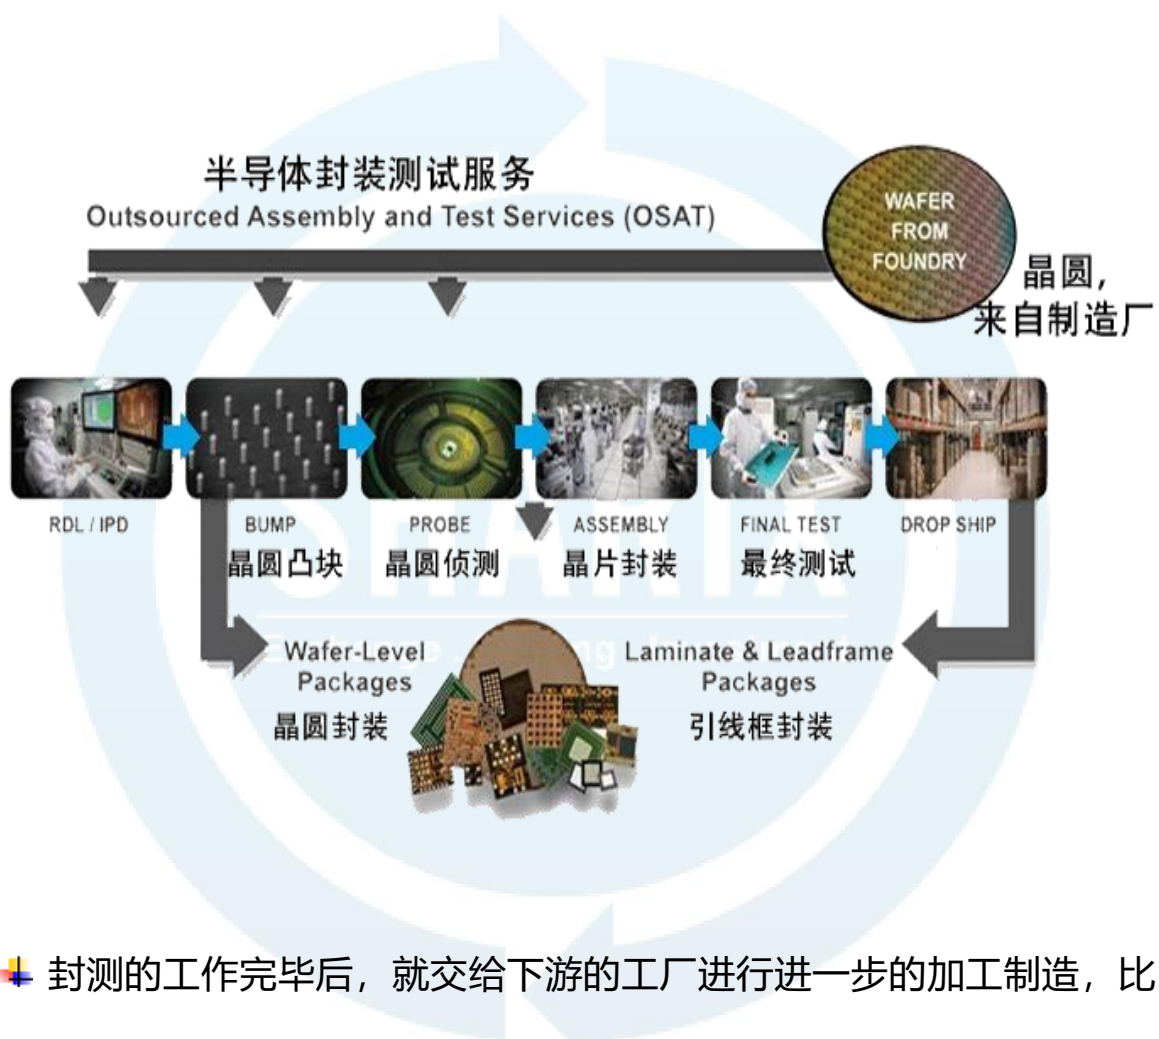 半导体封装测试服务
Outsourced Assembly and Test Services (OSAT)
WAFER
FROM
FOUNDRY
晶圆,
来自制造厂
RDL / IPD
BUMP
PROBE
ASSEMBLY
FINAL TEST
DROP SHIP
晶圆凸块
晶圆侦测
晶片封装
最终测试
Wafer-Level
Packages
晶圆封装
Laminate & Leadframe
Packages
引线框封装
封测的工作完毕后，就交给下游的工厂进行进一步的加工制造，比